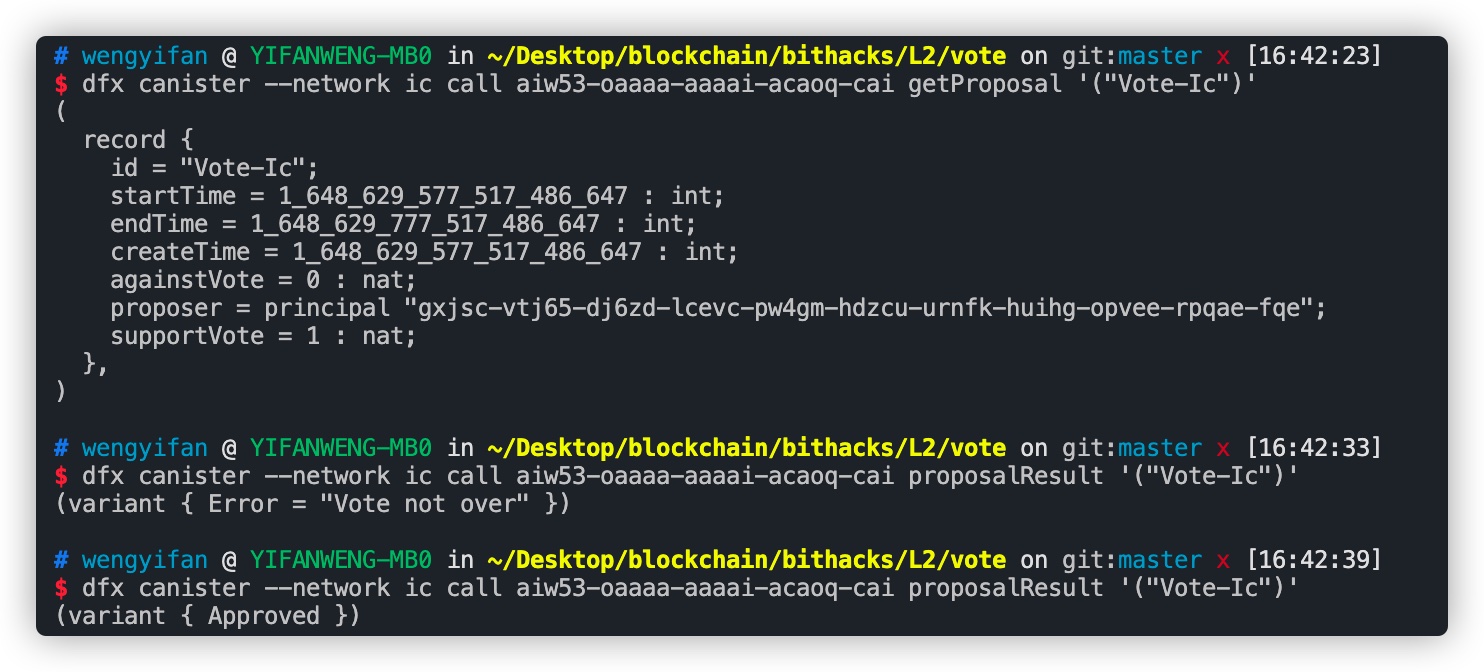 # wengyifan @ YIFANWENG-MB0 in ~/Desktop/blockchain/bithacks/L2/vote on git:master x [16:42:23]
$ dfx canister --network ic call aiw53-oaaaa-aaaai-acaoq-cai getProposal '("Vote-Ic")'
(
  record {
    id = "Vote-Ic";
    startTime = 1_648_629_577_517_486_647 : int;
    endTime = 1_648_629_777_517_486_647 : int;
    createTime = 1_648_629_577_517_486_647 : int;
    againstVote = 0 : nat;
    proposer = principal "gxjsc-vtj65-dj6zd-lcevc-pw4gm-hdzcu-urnfk-huihg-opvee-rpqae-fqe";
    supportVote = 1 : nat;
  },
)
# wengyifan @ YIFANWENG-MB0 in ~/Desktop/blockchain/bithacks/L2/vote on git:master x [16:42:33]
$ dfx canister --network ic call aiw53-oaaaa-aaaai-acaoq-cai proposalResult '("Vote-Ic")'
(variant { Error = "Vote not over" })
# wengyifan @ YIFANWENG-MB0 in ~/Desktop/blockchain/bithacks/L2/vote on git:master x [16:42:39]
$ dfx canister --network ic call aiw53-oaaaa-aaaai-acaoq-cai proposalResult '("Vote-Ic")'
(variant { Approved })